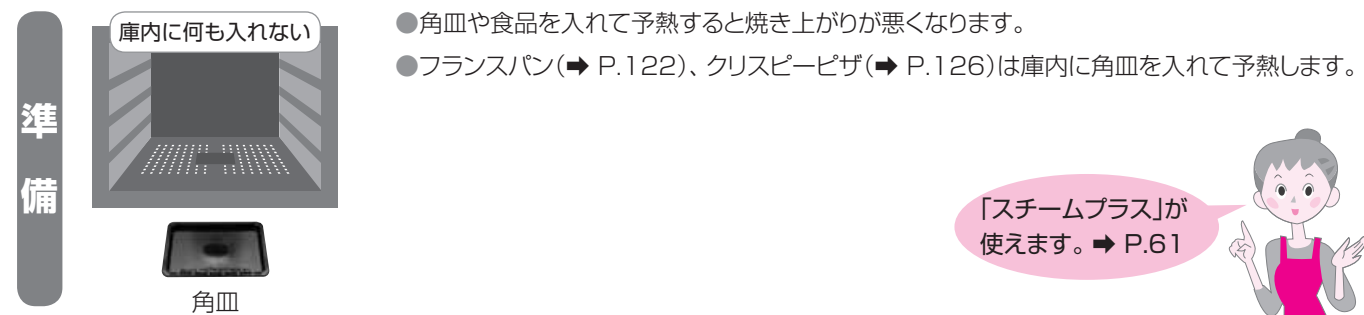 準備
庫内に何も入れない
角皿
●角皿や食品を入れて予熱すると焼き上がりが悪くなります。
●フランスパン(➡ P.122)、クリスピーピザ(➡ P.126)は庫内に角皿を入れて予熱します。
「スチームプラス」が
使えます。➡ P.61